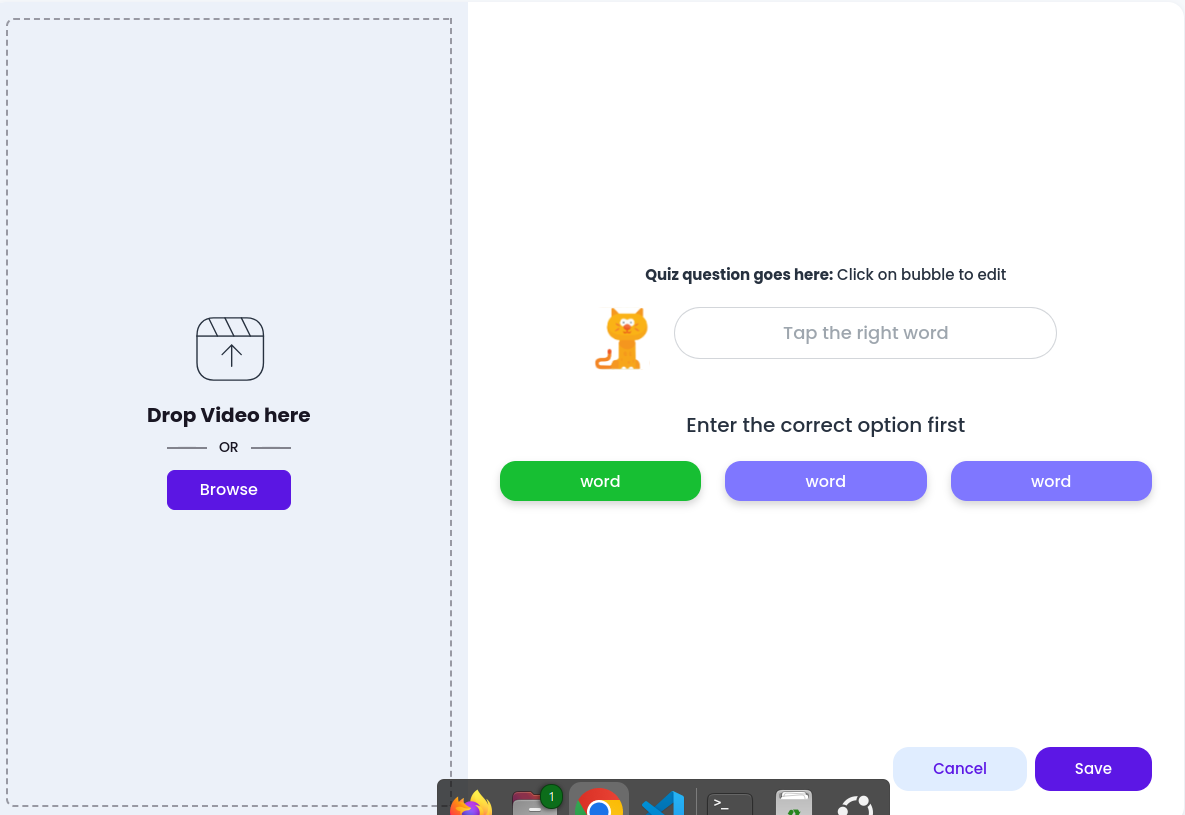 Drop Video here
OR
Browse
Quiz question goes here: Click on bubble to edit
Tap the right word
Enter the correct option first
word
word
word
Cancel
Save
1
>_